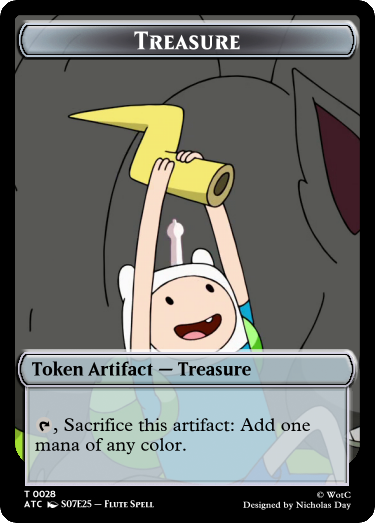 Treasure
Token Artifact — Treasure
, Sacrifice this artifact: Add one
mana of any color.
T 0028
ATC S07E25 – Flute Spell
© WotC
Designed by Nicholas Day